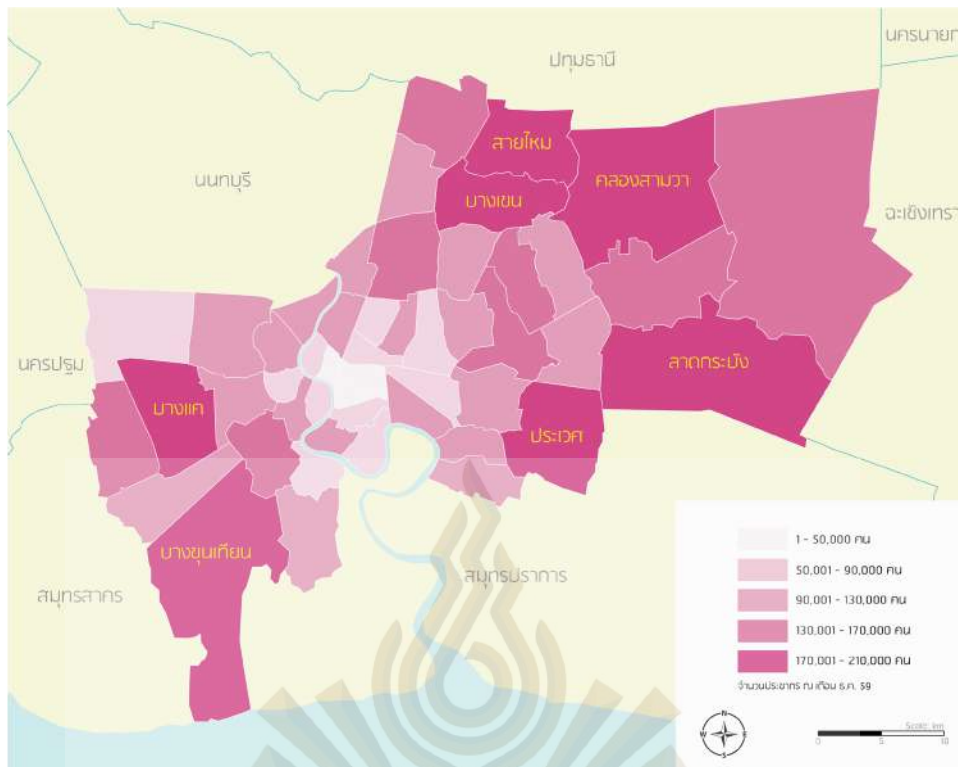 นครนายก
ปทุมธานี
สายไหม
คลองสามวา
นนทบุรี
บางเขน
ฉะเชิงเทรา
นครปฐม
ลาดกระบัง
บางแค
ประเวศ
บางขุนเทียน
สมุทรปราการ
สมุทรสาคร
1 - 50,000 คน
50,001 - 90,000 คน
90,001 - 130,000 คน
130,001 - 170,000 คน
170,001 - 210,000 คน
จำนวนประชากร ณ เดือน ธ.ค. 59
N
W E
S
Scale: km
0 5 10